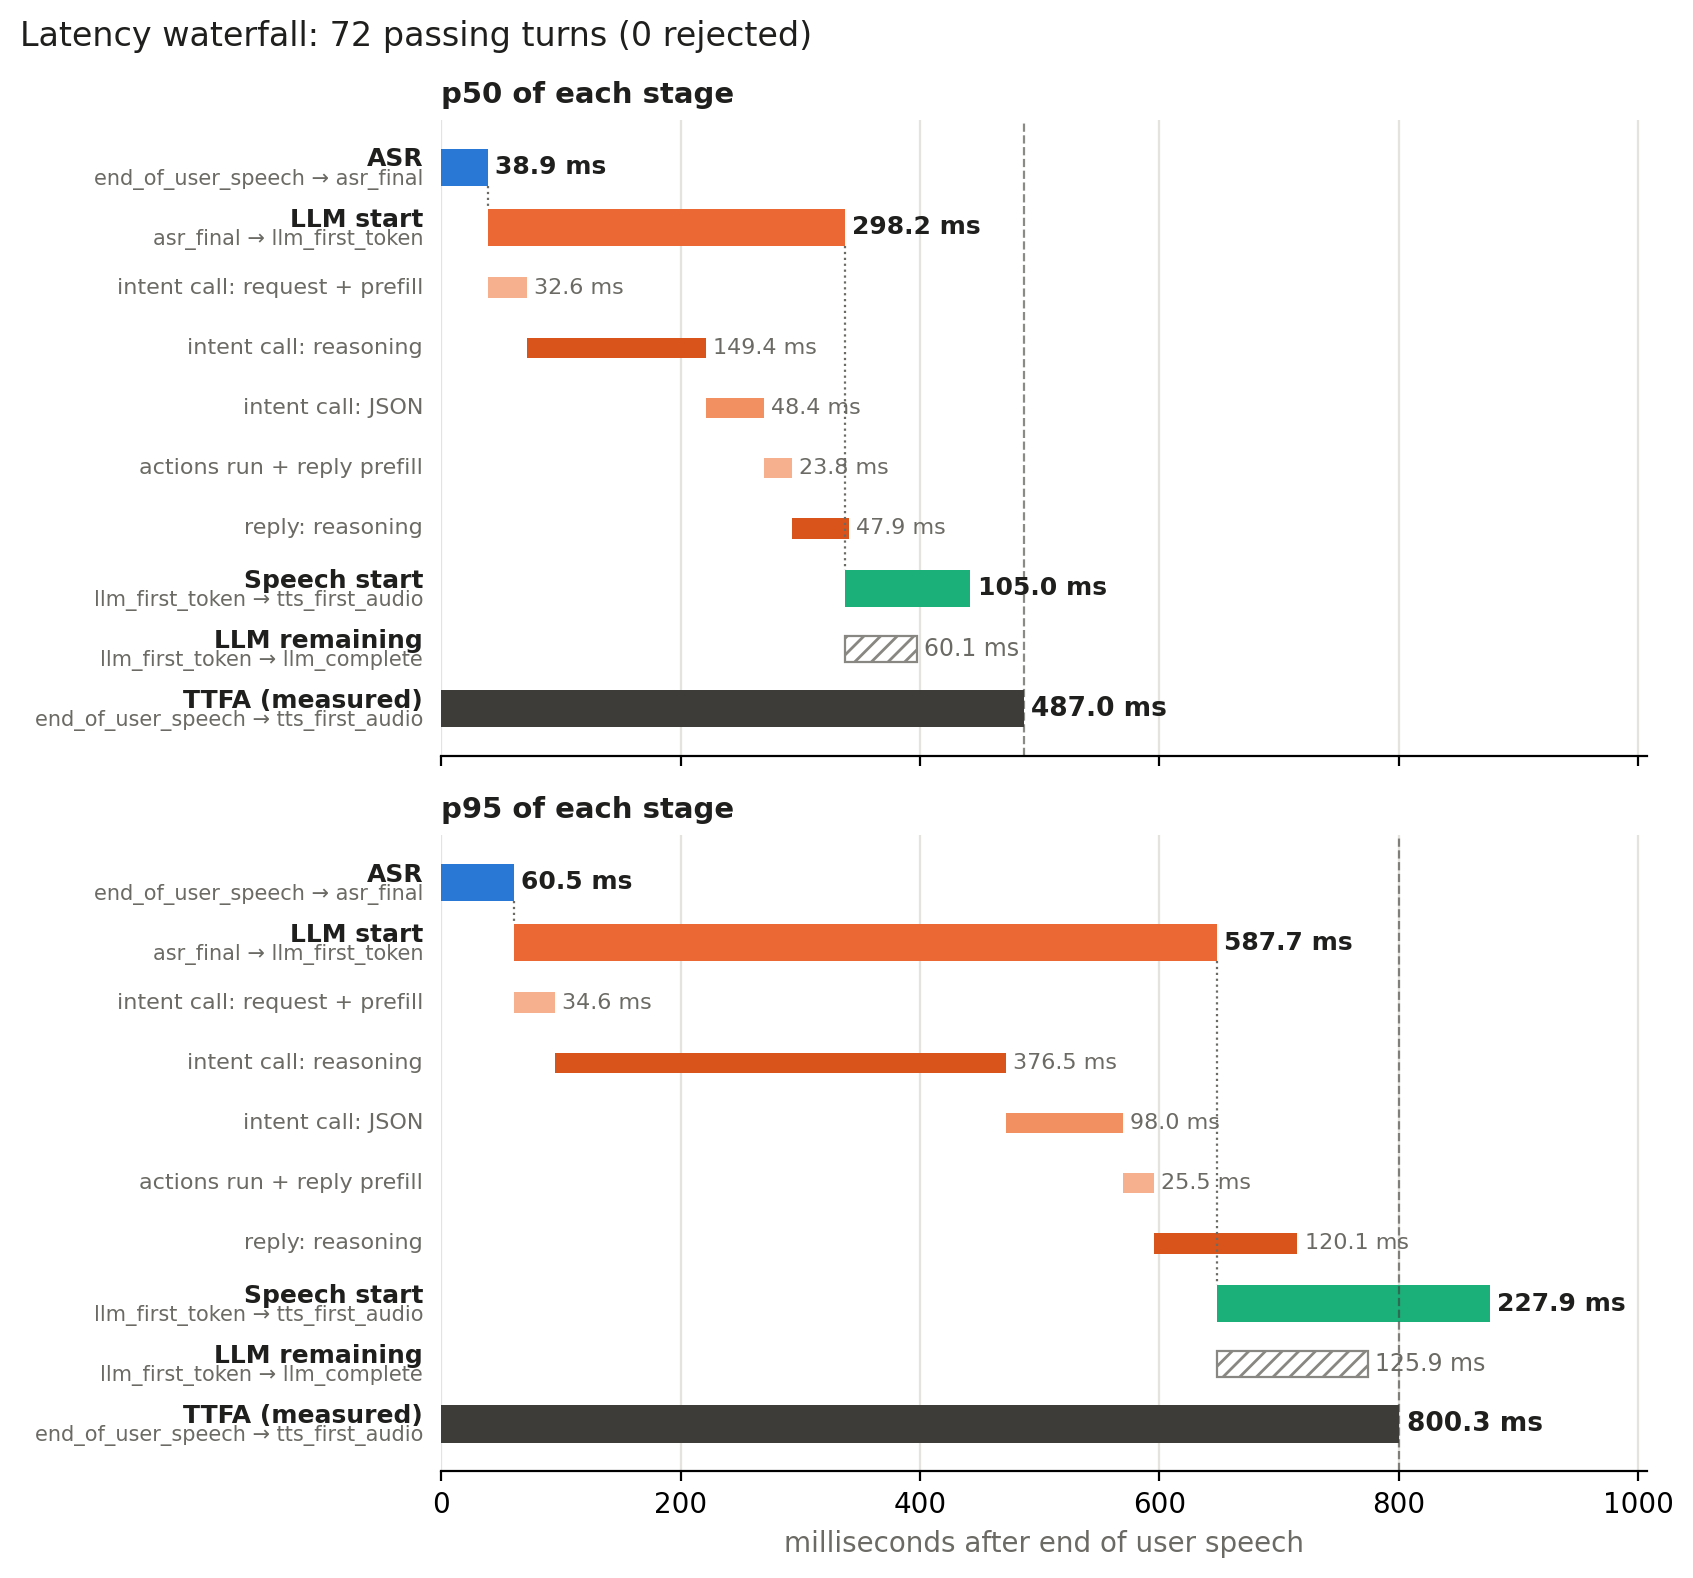 Latency waterfall: 72 passing turns (0 rejected)
p50 of each stage
ASR
end_of_user_speech → asr_final
38.9 ms
LLM start
asr_final → llm_first_token
298.2 ms
intent call: request + prefill
32.6 ms
intent call: reasoning
149.4 ms
intent call: JSON
48.4 ms
actions run + reply prefill
23.8 ms
reply: reasoning
47.9 ms
Speech start
llm_first_token → tts_first_audio
105.0 ms
LLM remaining
llm_first_token → llm_complete
60.1 ms
TTFA (measured)
end_of_user_speech → tts_first_audio
487.0 ms
p95 of each stage
ASR
end_of_user_speech → asr_final
60.5 ms
LLM start
asr_final → llm_first_token
587.7 ms
intent call: request + prefill
34.6 ms
intent call: reasoning
376.5 ms
intent call: JSON
98.0 ms
actions run + reply prefill
25.5 ms
reply: reasoning
120.1 ms
Speech start
llm_first_token → tts_first_audio
227.9 ms
LLM remaining
llm_first_token → llm_complete
125.9 ms
TTFA (measured)
end_of_user_speech → tts_first_audio
800.3 ms
0 200 400 600 800 1000
milliseconds after end of user speech